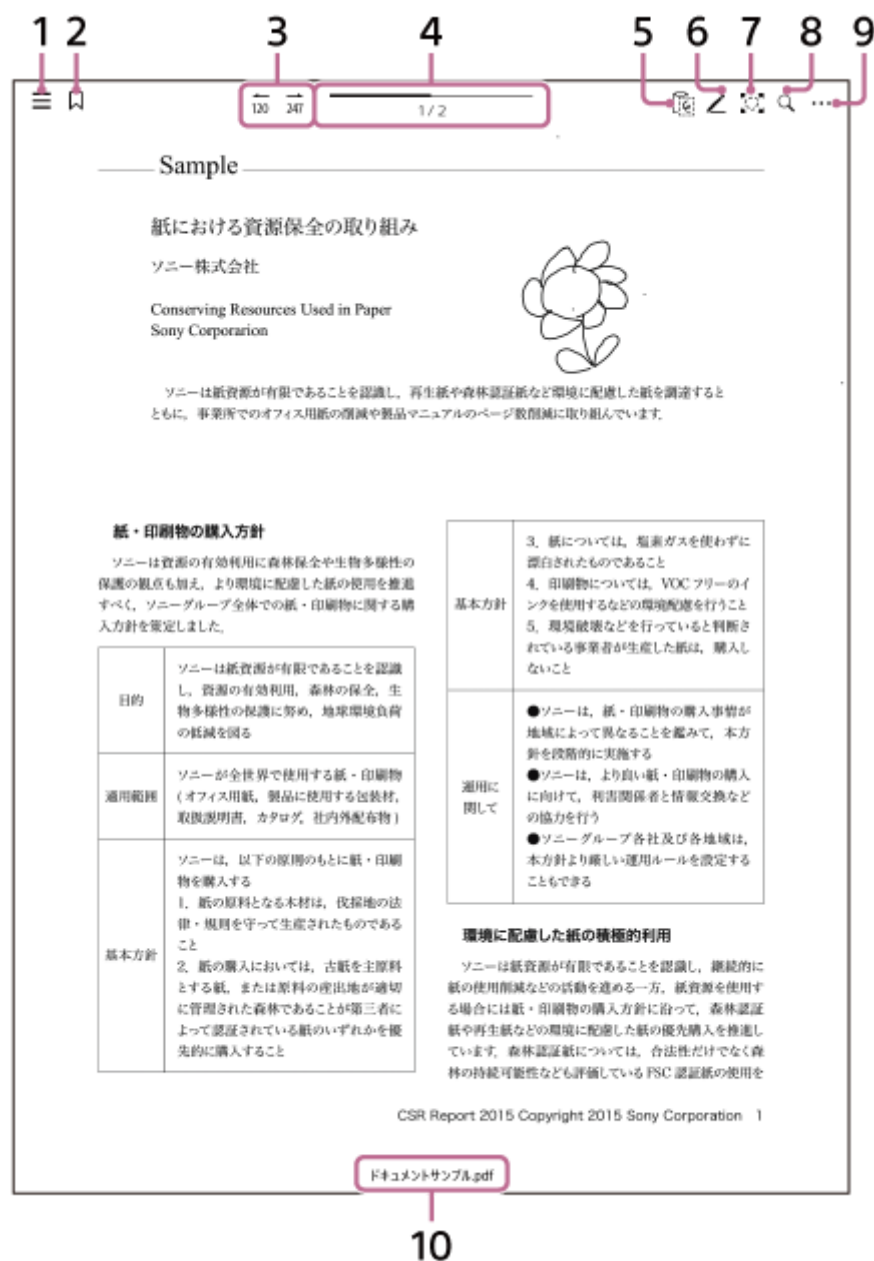 1 2 3 4 5 6 7 8 9
120 247
1 / 2
Sample
紙における資源保全の取り組み
ソニー株式会社
Conserving Resources Used in Paper
Sony Corporarion
ソニーは紙資源が有限であることを認識し，再生紙や森林認証紙など環境に配慮した紙を調達すると
ともに，事業所でのオフィス用紙の削減や製品マニュアルのページ数削減に取り組んでいます．
紙・印刷物の購入方針
ソニーは資源の有効利用に森林保全や生物多様性の
保護の観点も加え，より環境に配慮した紙の使用を推進
すべく，ソニーグループ全体での紙・印刷物に関する購
入方針を策定しました．
目的
ソニーは紙資源が有限であることを認識
し，資源の有効利用，森林の保全，生
物多様性の保護に努め，地球環境負荷
の低減を図る
適用範囲
ソニーが全世界で使用する紙・印刷物
( オフィス用紙，製品に使用する包装材，
取扱説明書，カタログ，社内外配布物 )
基本方針
ソニーは，以下の原則のもとに紙・印刷
物を購入する
1．紙の原料となる木材は，伐採地の法
律・規則を守って生産されたものである
こと
2．紙の購入においては，古紙を主原料
とする紙，または原料の産出地が適切
に管理された森林であることが第三者に
よって認証されている紙のいずれかを優
先的に購入すること
基本方針
3．紙については，塩素ガスを使わずに
漂白されたものであること
4．印刷物については，VOC フリーのイ
ンクを使用するなどの環境配慮を行うこと
5．環境破壊などを行っていると判断さ
れている事業者が生産した紙は，購入し
ないこと
運用に
関して
●ソニーは，紙・印刷物の購入事情が
地域によって異なることを鑑みて，本方
針を段階的に実施する
●ソニーは，より良い紙・印刷物の購入
に向けて，利害関係者と情報交換など
の協力を行う
●ソニーグループ各社及び各地域は，
本方針より厳しい運用ルールを設定する
こともできる
環境に配慮した紙の積極的利用
ソニーは紙資源が有限であることを認識し，継続的に
紙の使用削減などの活動を進める一方，紙資源を使用す
る場合には紙・印刷物の購入方針に沿って，森林認証
紙や再生紙などの環境に配慮した紙の優先購入を推進し
ています．森林認証紙については，合法性だけでなく森
林の持続可能性なども評価している FSC 認証紙の使用を
CSR Report 2015 Copyright 2015 Sony Corporation 1
ドキュメントサンプル.pdf
10